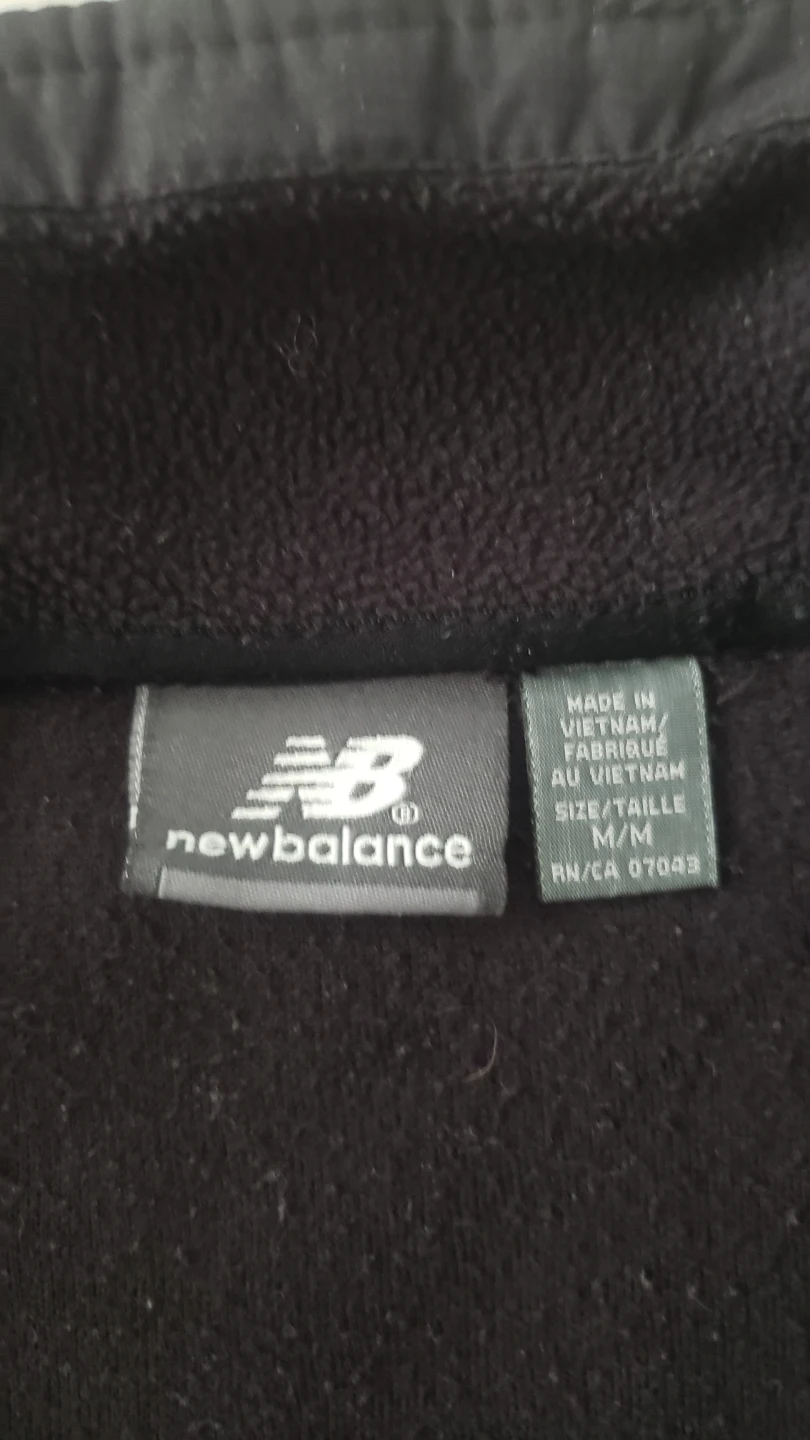 NB®
newbalance
MADE IN
VIETNAM/
FABRIQUÉ
AU VIETNAM
SIZE/TAILLE
M/M
RN/CA 07043